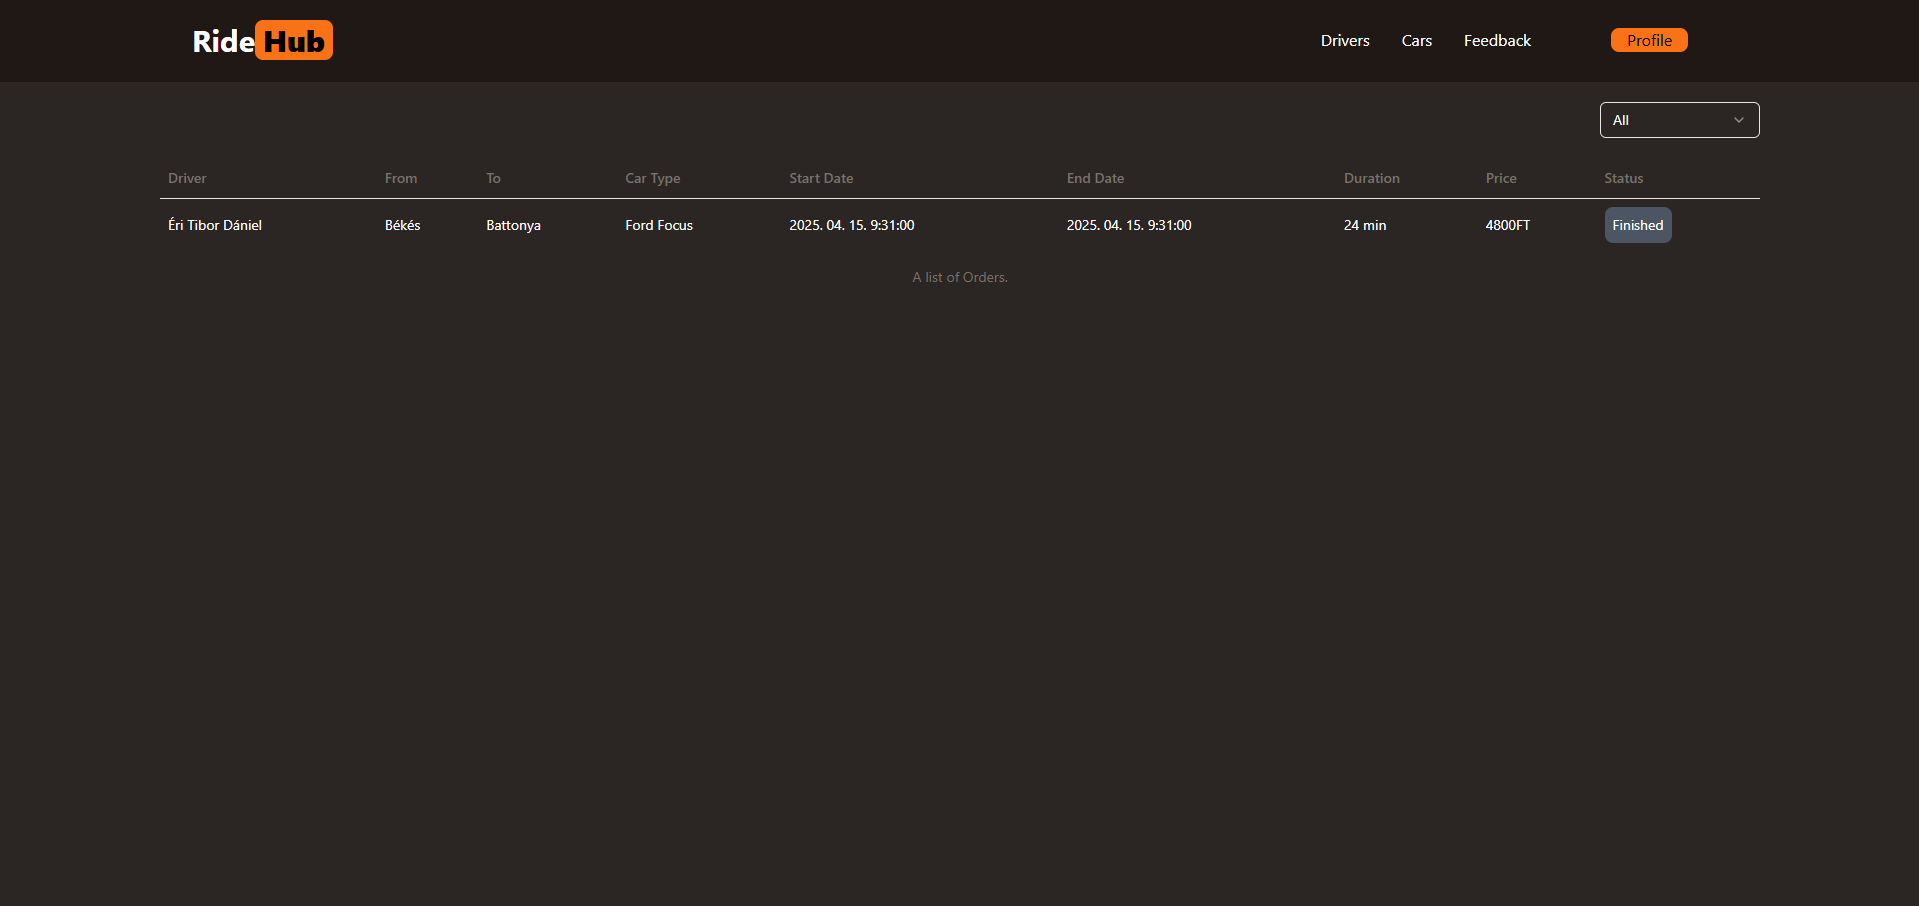 RideHub Drivers Cars Feedback Profile
All
Driver From To Car Type Start Date End Date Duration Price Status
Éri Tibor Dániel Békés Battonya Ford Focus 2025. 04. 15. 9:31:00 2025. 04. 15. 9:31:00 24 min 4800FT Finished
A list of Orders.